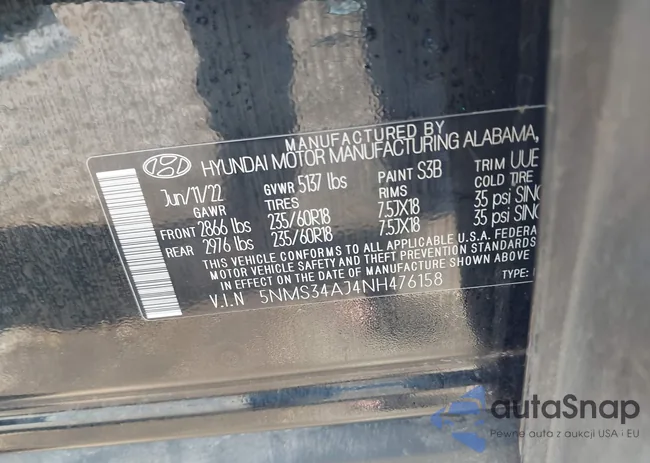 MANUFACTURED BY
HYUNDAI MOTOR MANUFACTURING ALABAMA,
Jun/11/22 GVWR 5137 lbs PAINT S3B TRIM UUE
GAWR TIRES RIMS COLD TIRE
FRONT 2866 lbs 235/60R18 7.5JX18 35 psi SING
REAR 2976 lbs 235/60R18 7.5JX18 35 psi SING
THIS VEHICLE CONFORMS TO ALL APPLICABLE U.S.A. FEDERA
MOTOR VEHICLE SAFETY AND THEFT PREVENTION STANDARDS
IN EFFECT ON THE DATE OF MANUFACTURE SHOWN ABOVE
V.I.N 5NMS34AJ4NH476158 TYPE:
autaSnap
Pewne auta z aukcji USA i EU